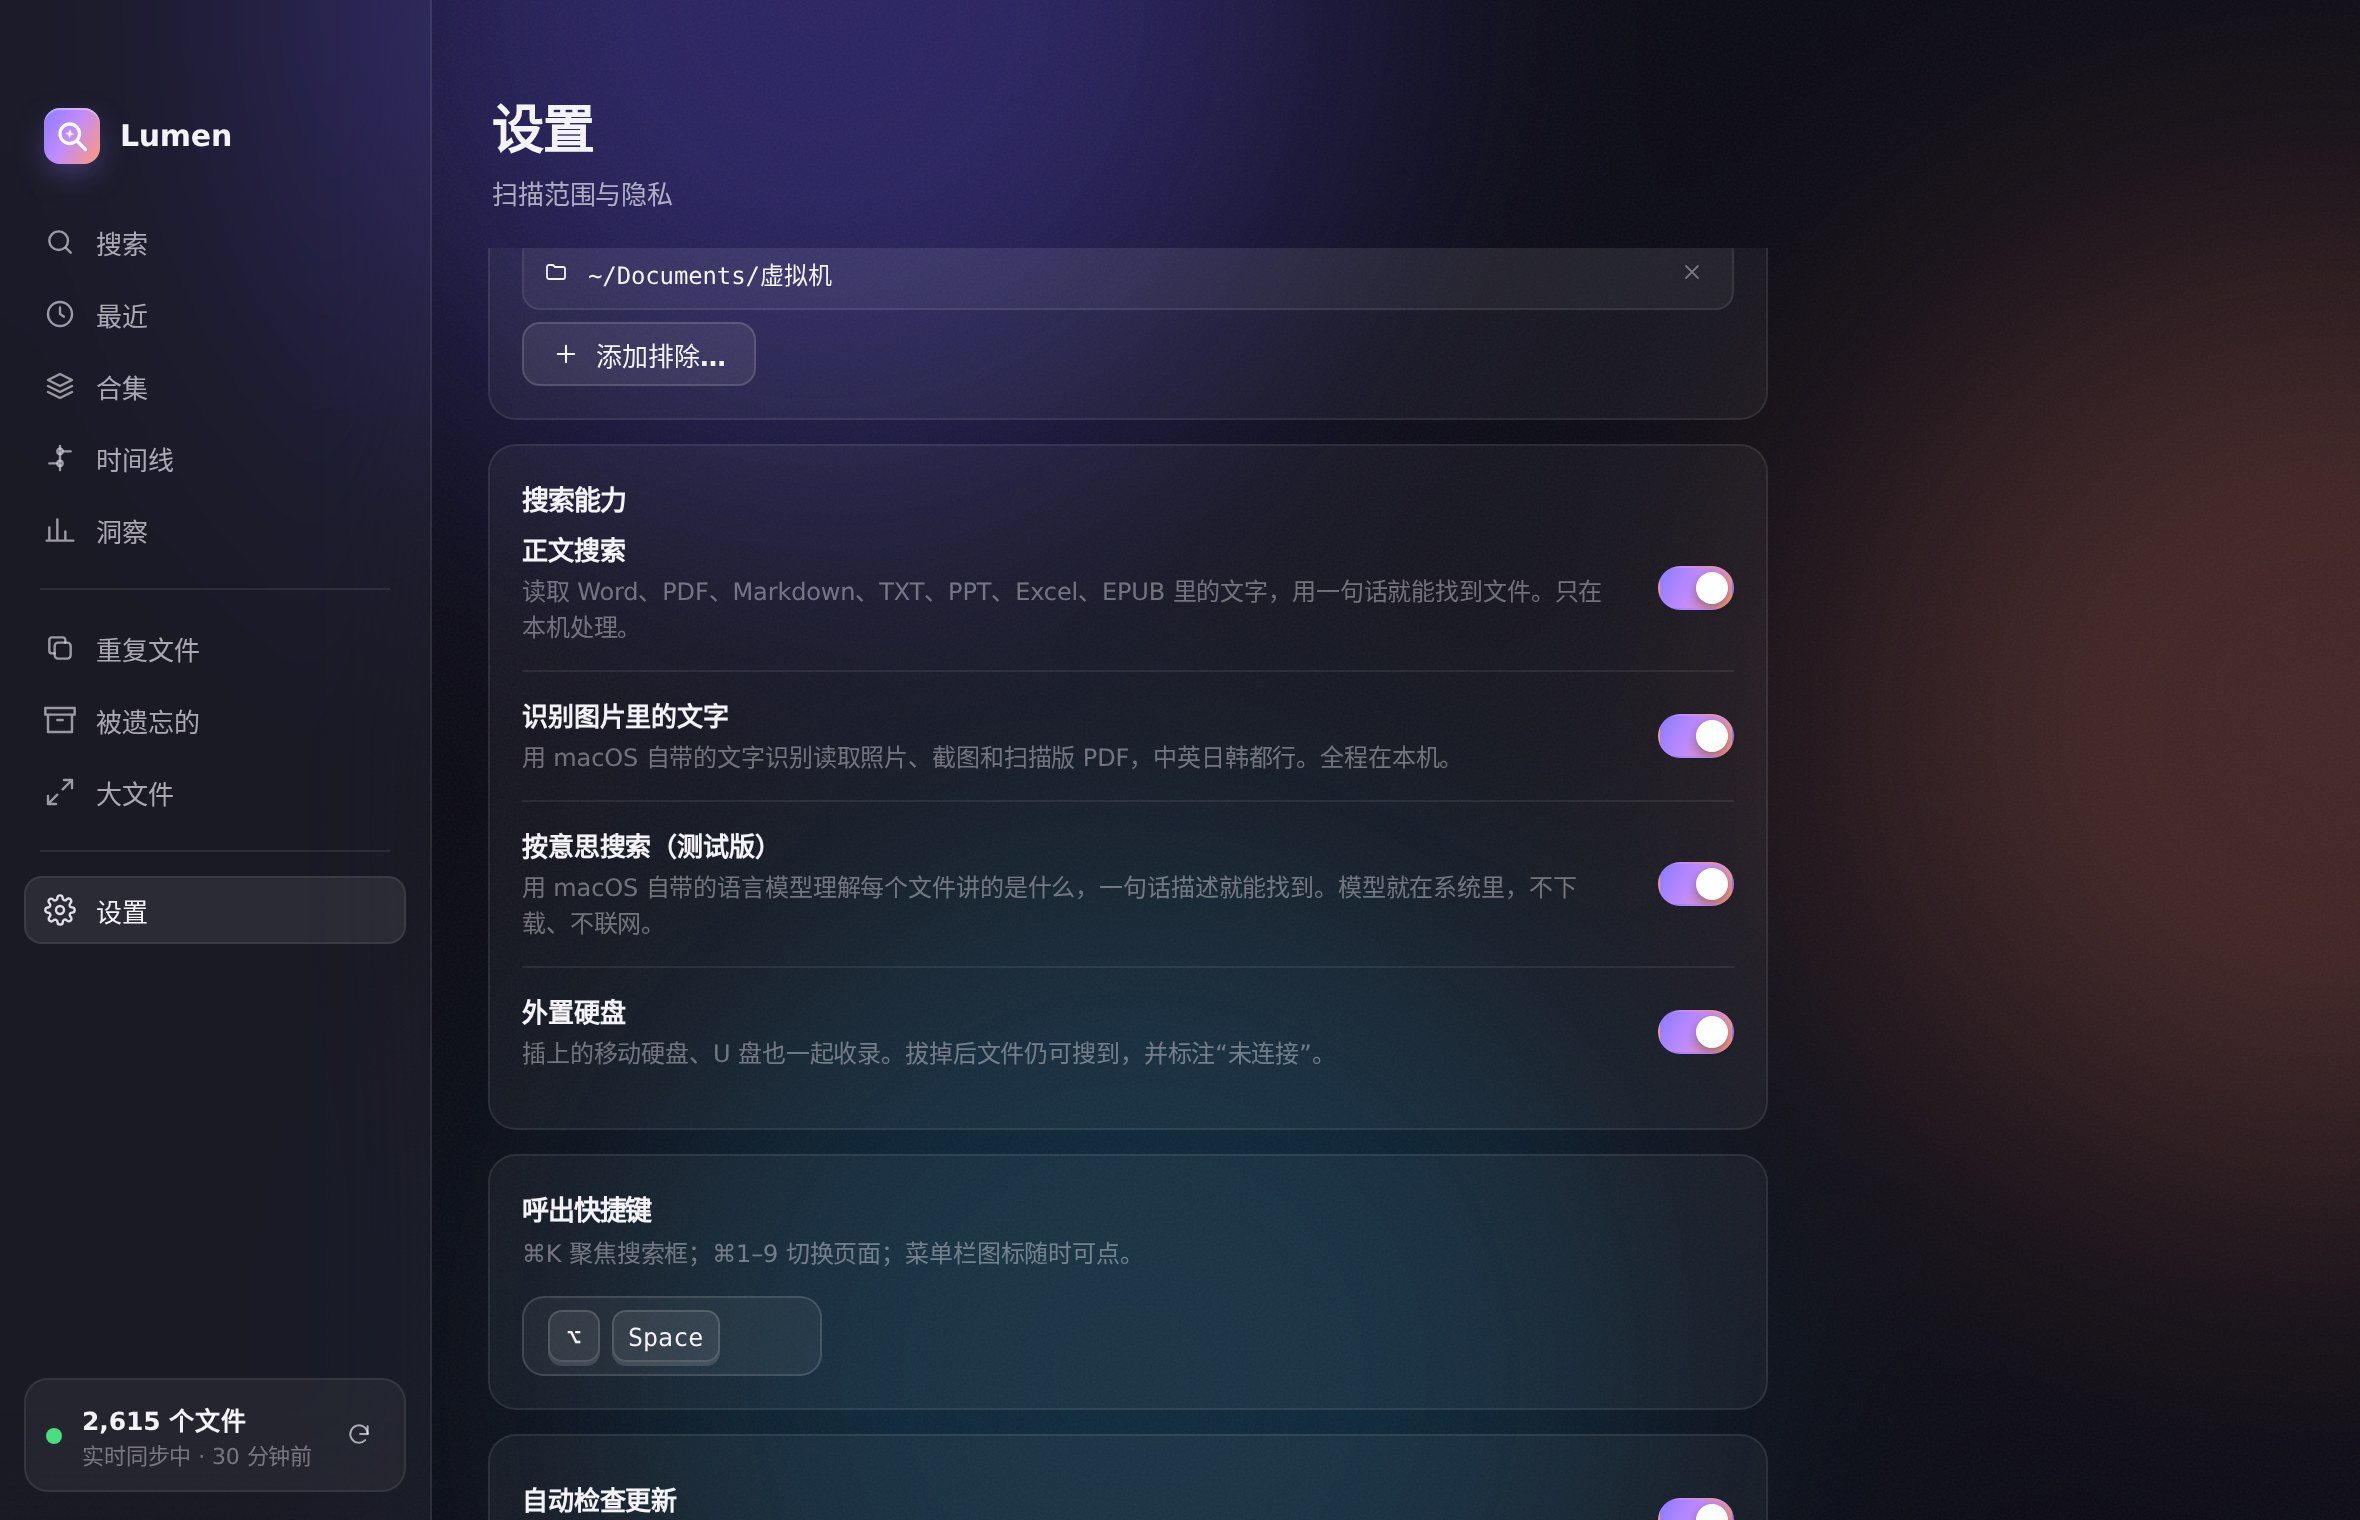 Lumen
搜索
最近
合集
时间线
洞察
重复文件
被遗忘的
大文件
设置
2,615 个文件
实时同步中 · 30 分钟前
设置
扫描范围与隐私
~/Documents/虚拟机
添加排除…
搜索能力
正文搜索
读取 Word、PDF、Markdown、TXT、PPT、Excel、EPUB 里的文字，用一句话就能找到文件。只在
本机处理。
识别图片里的文字
用 macOS 自带的文字识别读取照片、截图和扫描版 PDF，中英日韩都行。全程在本机。
按意思搜索（测试版）
用 macOS 自带的语言模型理解每个文件讲的是什么，一句话描述就能找到。模型就在系统里，不下
载、不联网。
外置硬盘
插上的移动硬盘、U 盘也一起收录。拔掉后文件仍可搜到，并标注“未连接”。
呼出快捷键
⌘K 聚焦搜索框；⌘1–9 切换页面；菜单栏图标随时可点。
⌥ Space
自动检查更新